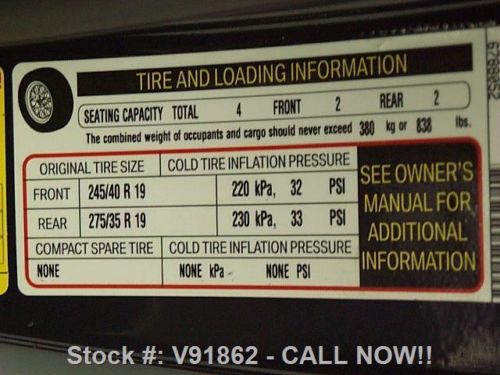 TIRE AND LOADING INFORMATION
SEATING CAPACITY TOTAL 4 FRONT 2 REAR 2
The combined weight of occupants and cargo should never exceed 380 kg or 838 lbs.
ORIGINAL TIRE SIZE COLD TIRE INFLATION PRESSURE
FRONT 245/40 R 19 220 kPa, 32 PSI
REAR 275/35 R 19 230 kPa, 33 PSI
COMPACT SPARE TIRE COLD TIRE INFLATION PRESSURE
NONE NONE kPa NONE PSI
SEE OWNER'S
MANUAL FOR
ADDITIONAL
INFORMATION
Stock #: V91862 - CALL NOW!!